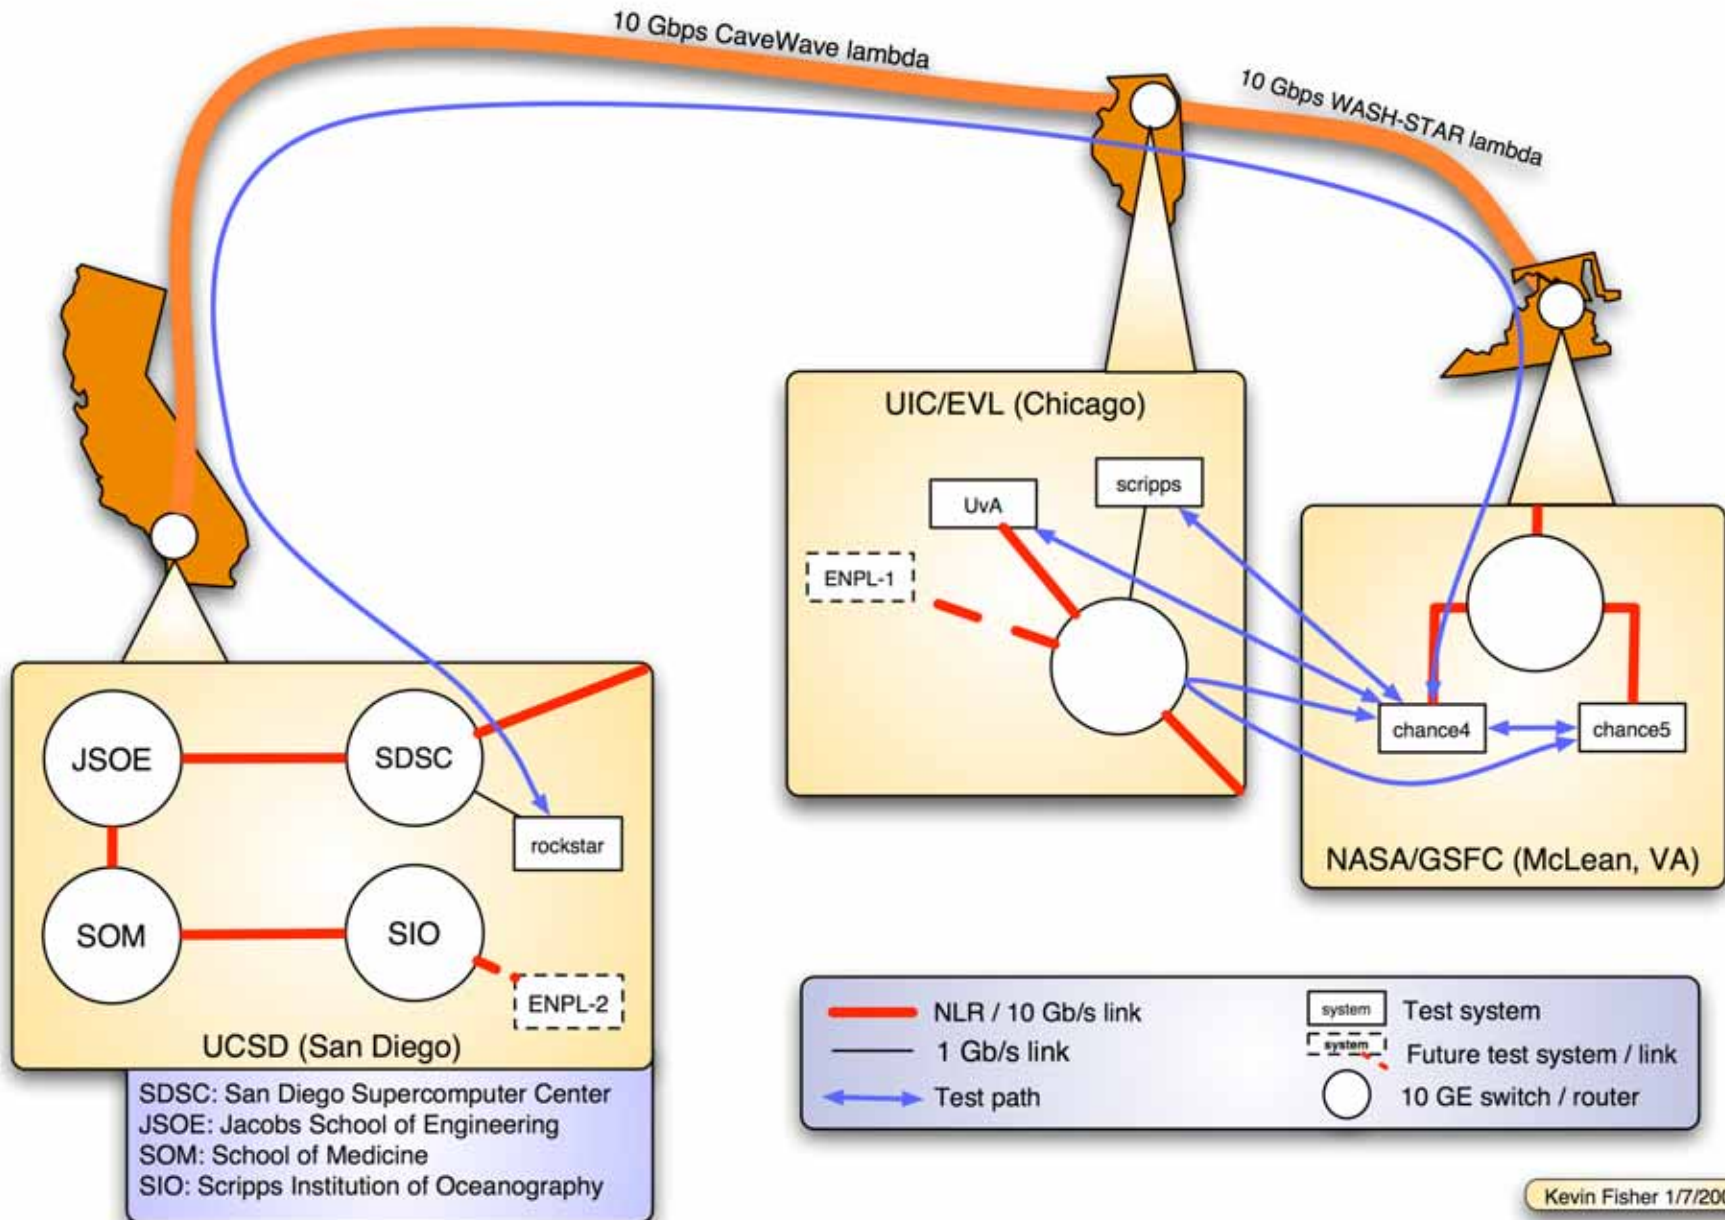 10 Gbps CaveWave lambda
10 Gbps WASH-STAR lambda
UIC/EVL (Chicago)
UvA
scripps
ENPL-1
chance4
chance5
NASA/GSFC (McLean, VA)
JSOE
SDSC
rockstar
SOM
SIO
ENPL-2
UCSD (San Diego)
SDSC: San Diego Supercomputer Center
JSOE: Jacobs School of Engineering
SOM: School of Medicine
SIO: Scripps Institution of Oceanography
NLR / 10 Gb/s link
1 Gb/s link
Test path
system
Test system
system
Future test system / link
10 GE switch / router
Kevin Fisher